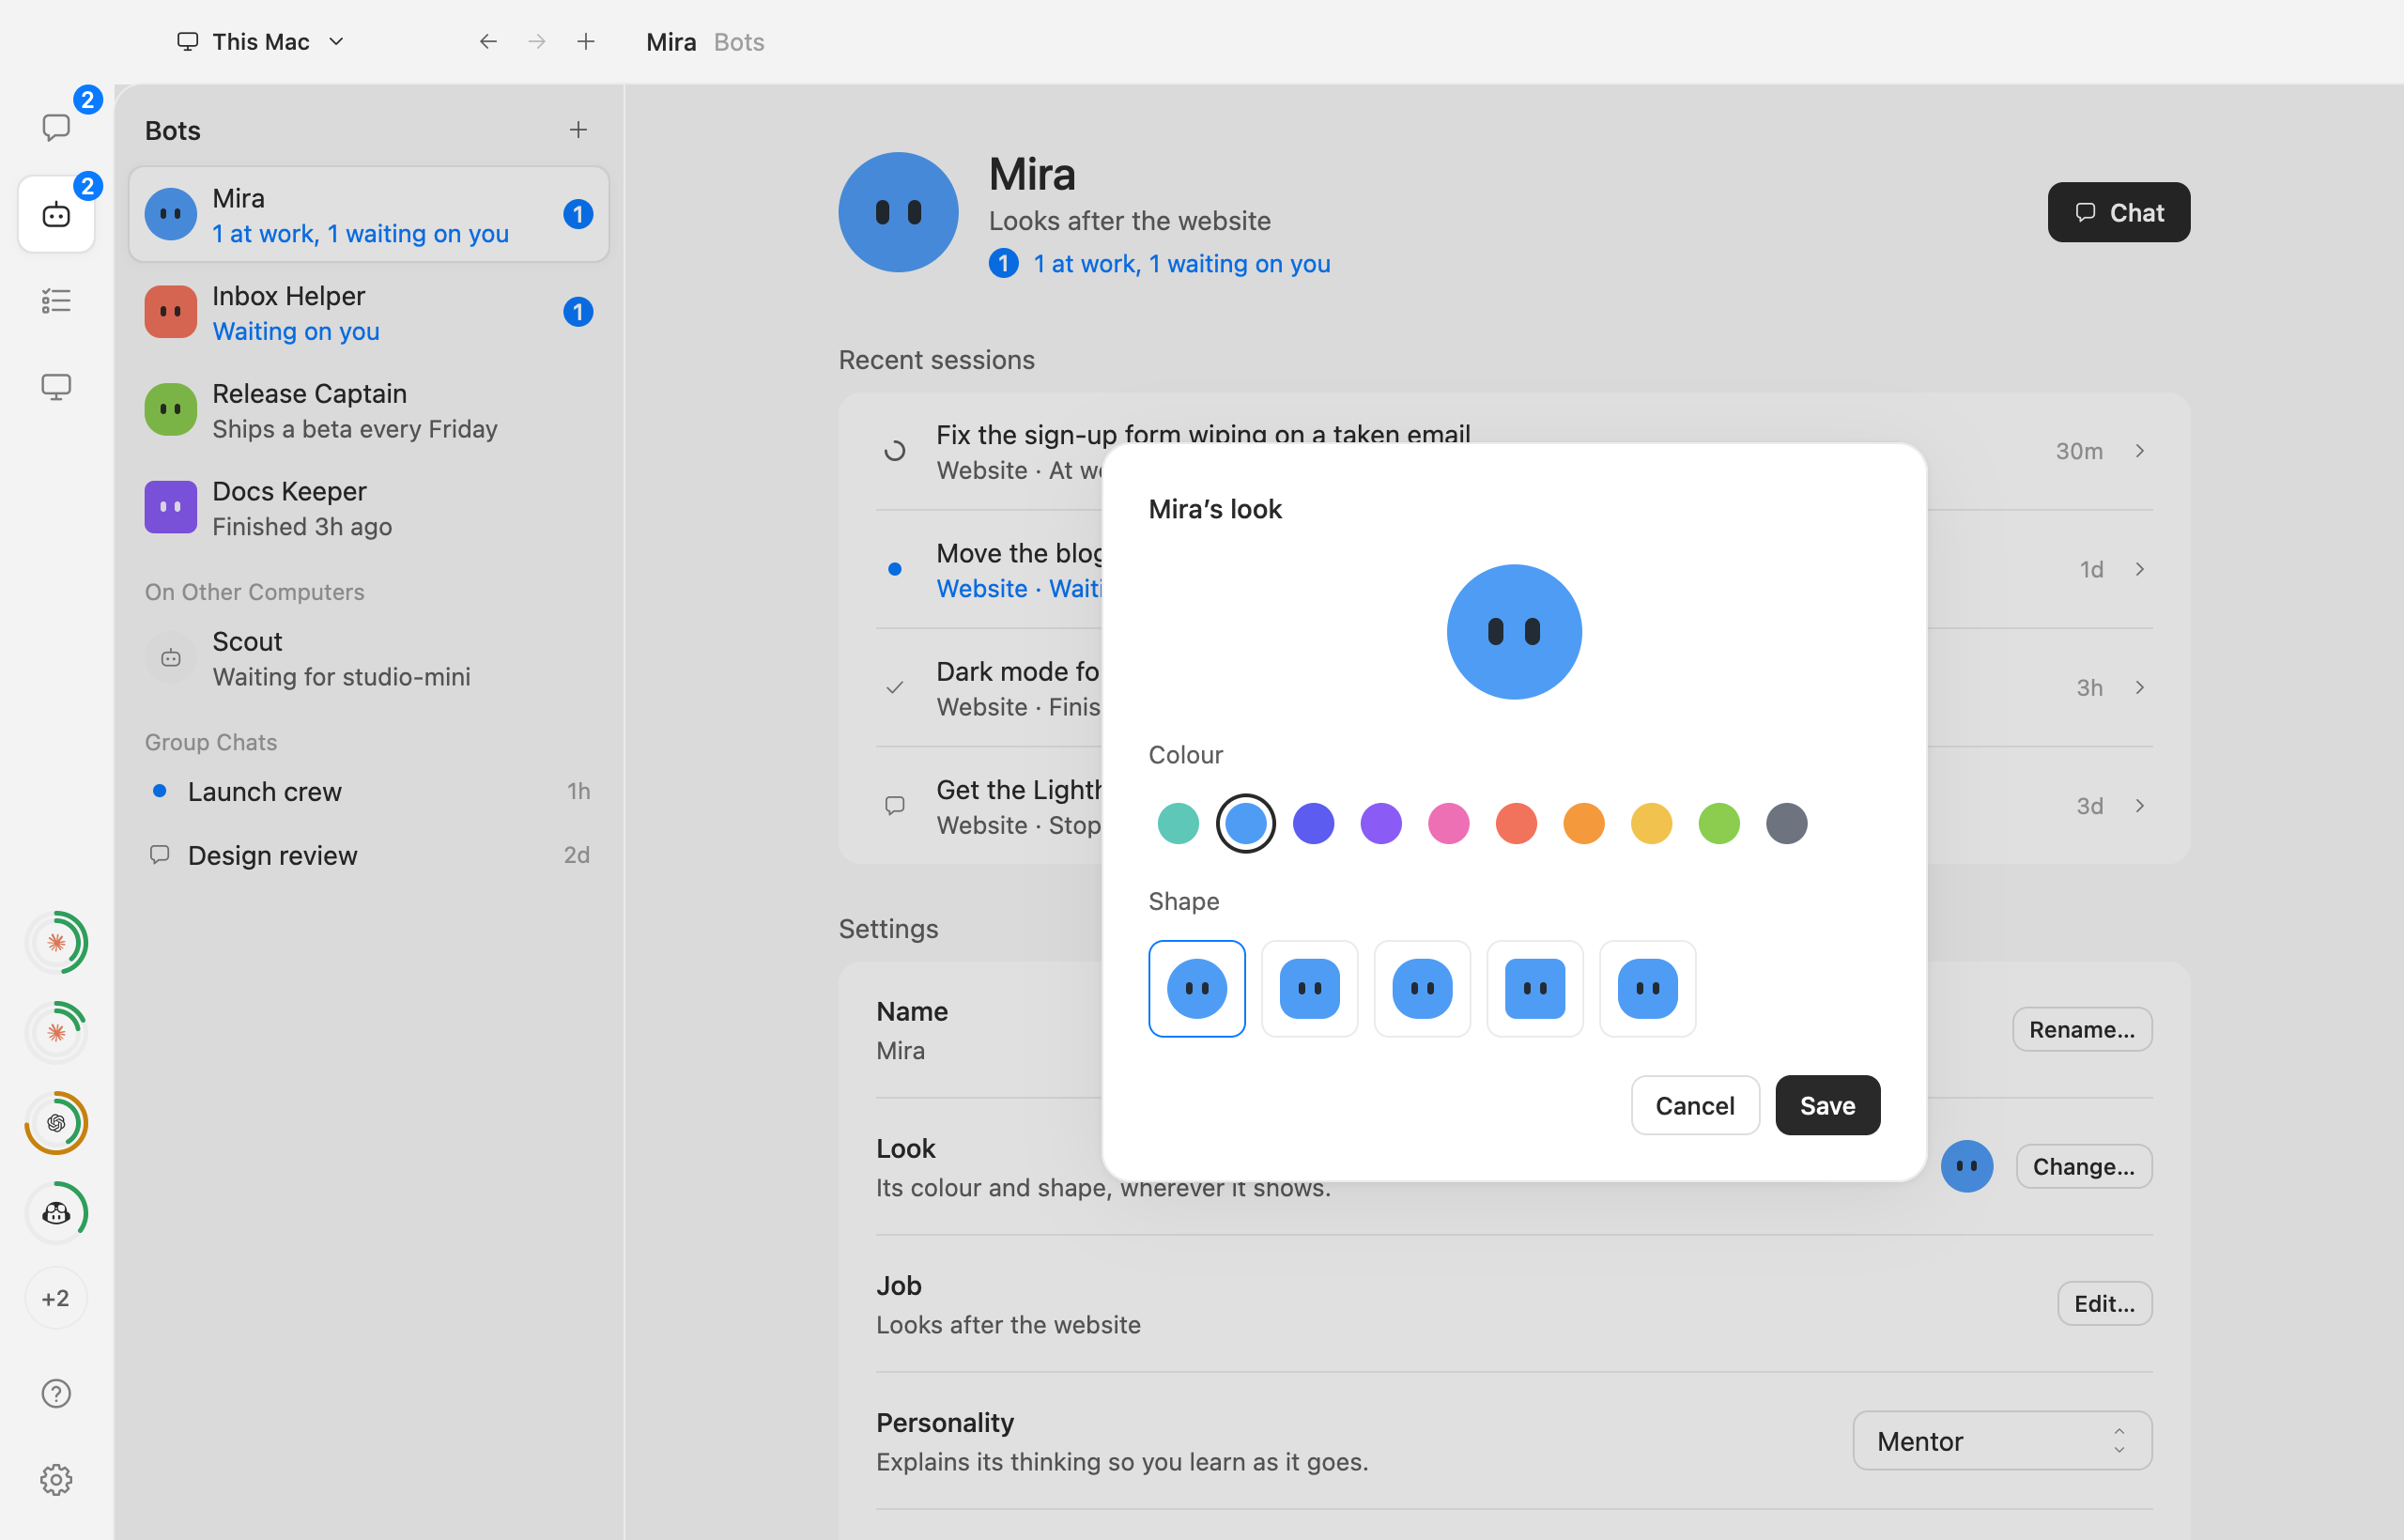 This Mac
Mira Bots
2
2
Bots
Mira
1 at work, 1 waiting on you
1
Inbox Helper
Waiting on you
1
Release Captain
Ships a beta every Friday
Docs Keeper
Finished 3h ago
On Other Computers
Scout
Waiting for studio-mini
Group Chats
Launch crew
1h
Design review
2d
+2
Mira
Looks after the website
1 1 at work, 1 waiting on you
Chat
Recent sessions
Fix the sign-up form wiping on a taken email
Website · At
30m
Move the blog
Website ·
1d
Dark mode
Website ·
3h
Get the
Website ·
3d
Mira’s look
Colour
Shape
Cancel
Save
Settings
Name
Mira
Rename...
Look
Its colour and shape, wherever it shows.
Change...
Job
Looks after the website
Edit...
Personality
Explains its thinking so you learn as it goes.
Mentor